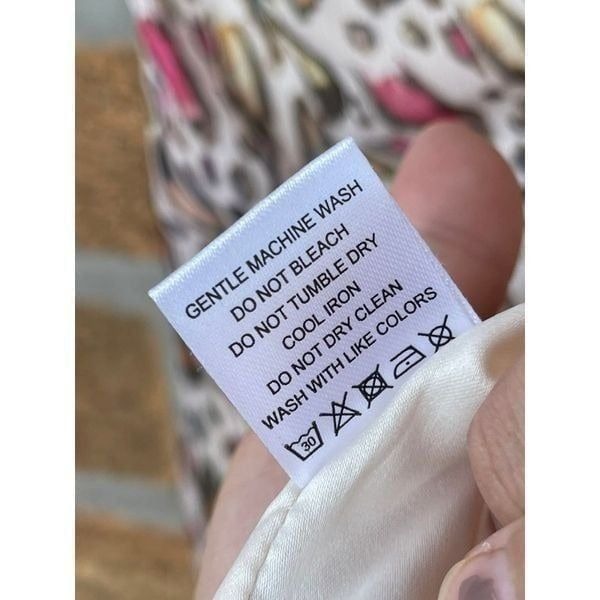 GENTLE MACHINE WASH
DO NOT BLEACH
DO NOT TUMBLE DRY
COOL IRON
DO NOT DRY CLEAN
WASH WITH LIKE COLORS
30